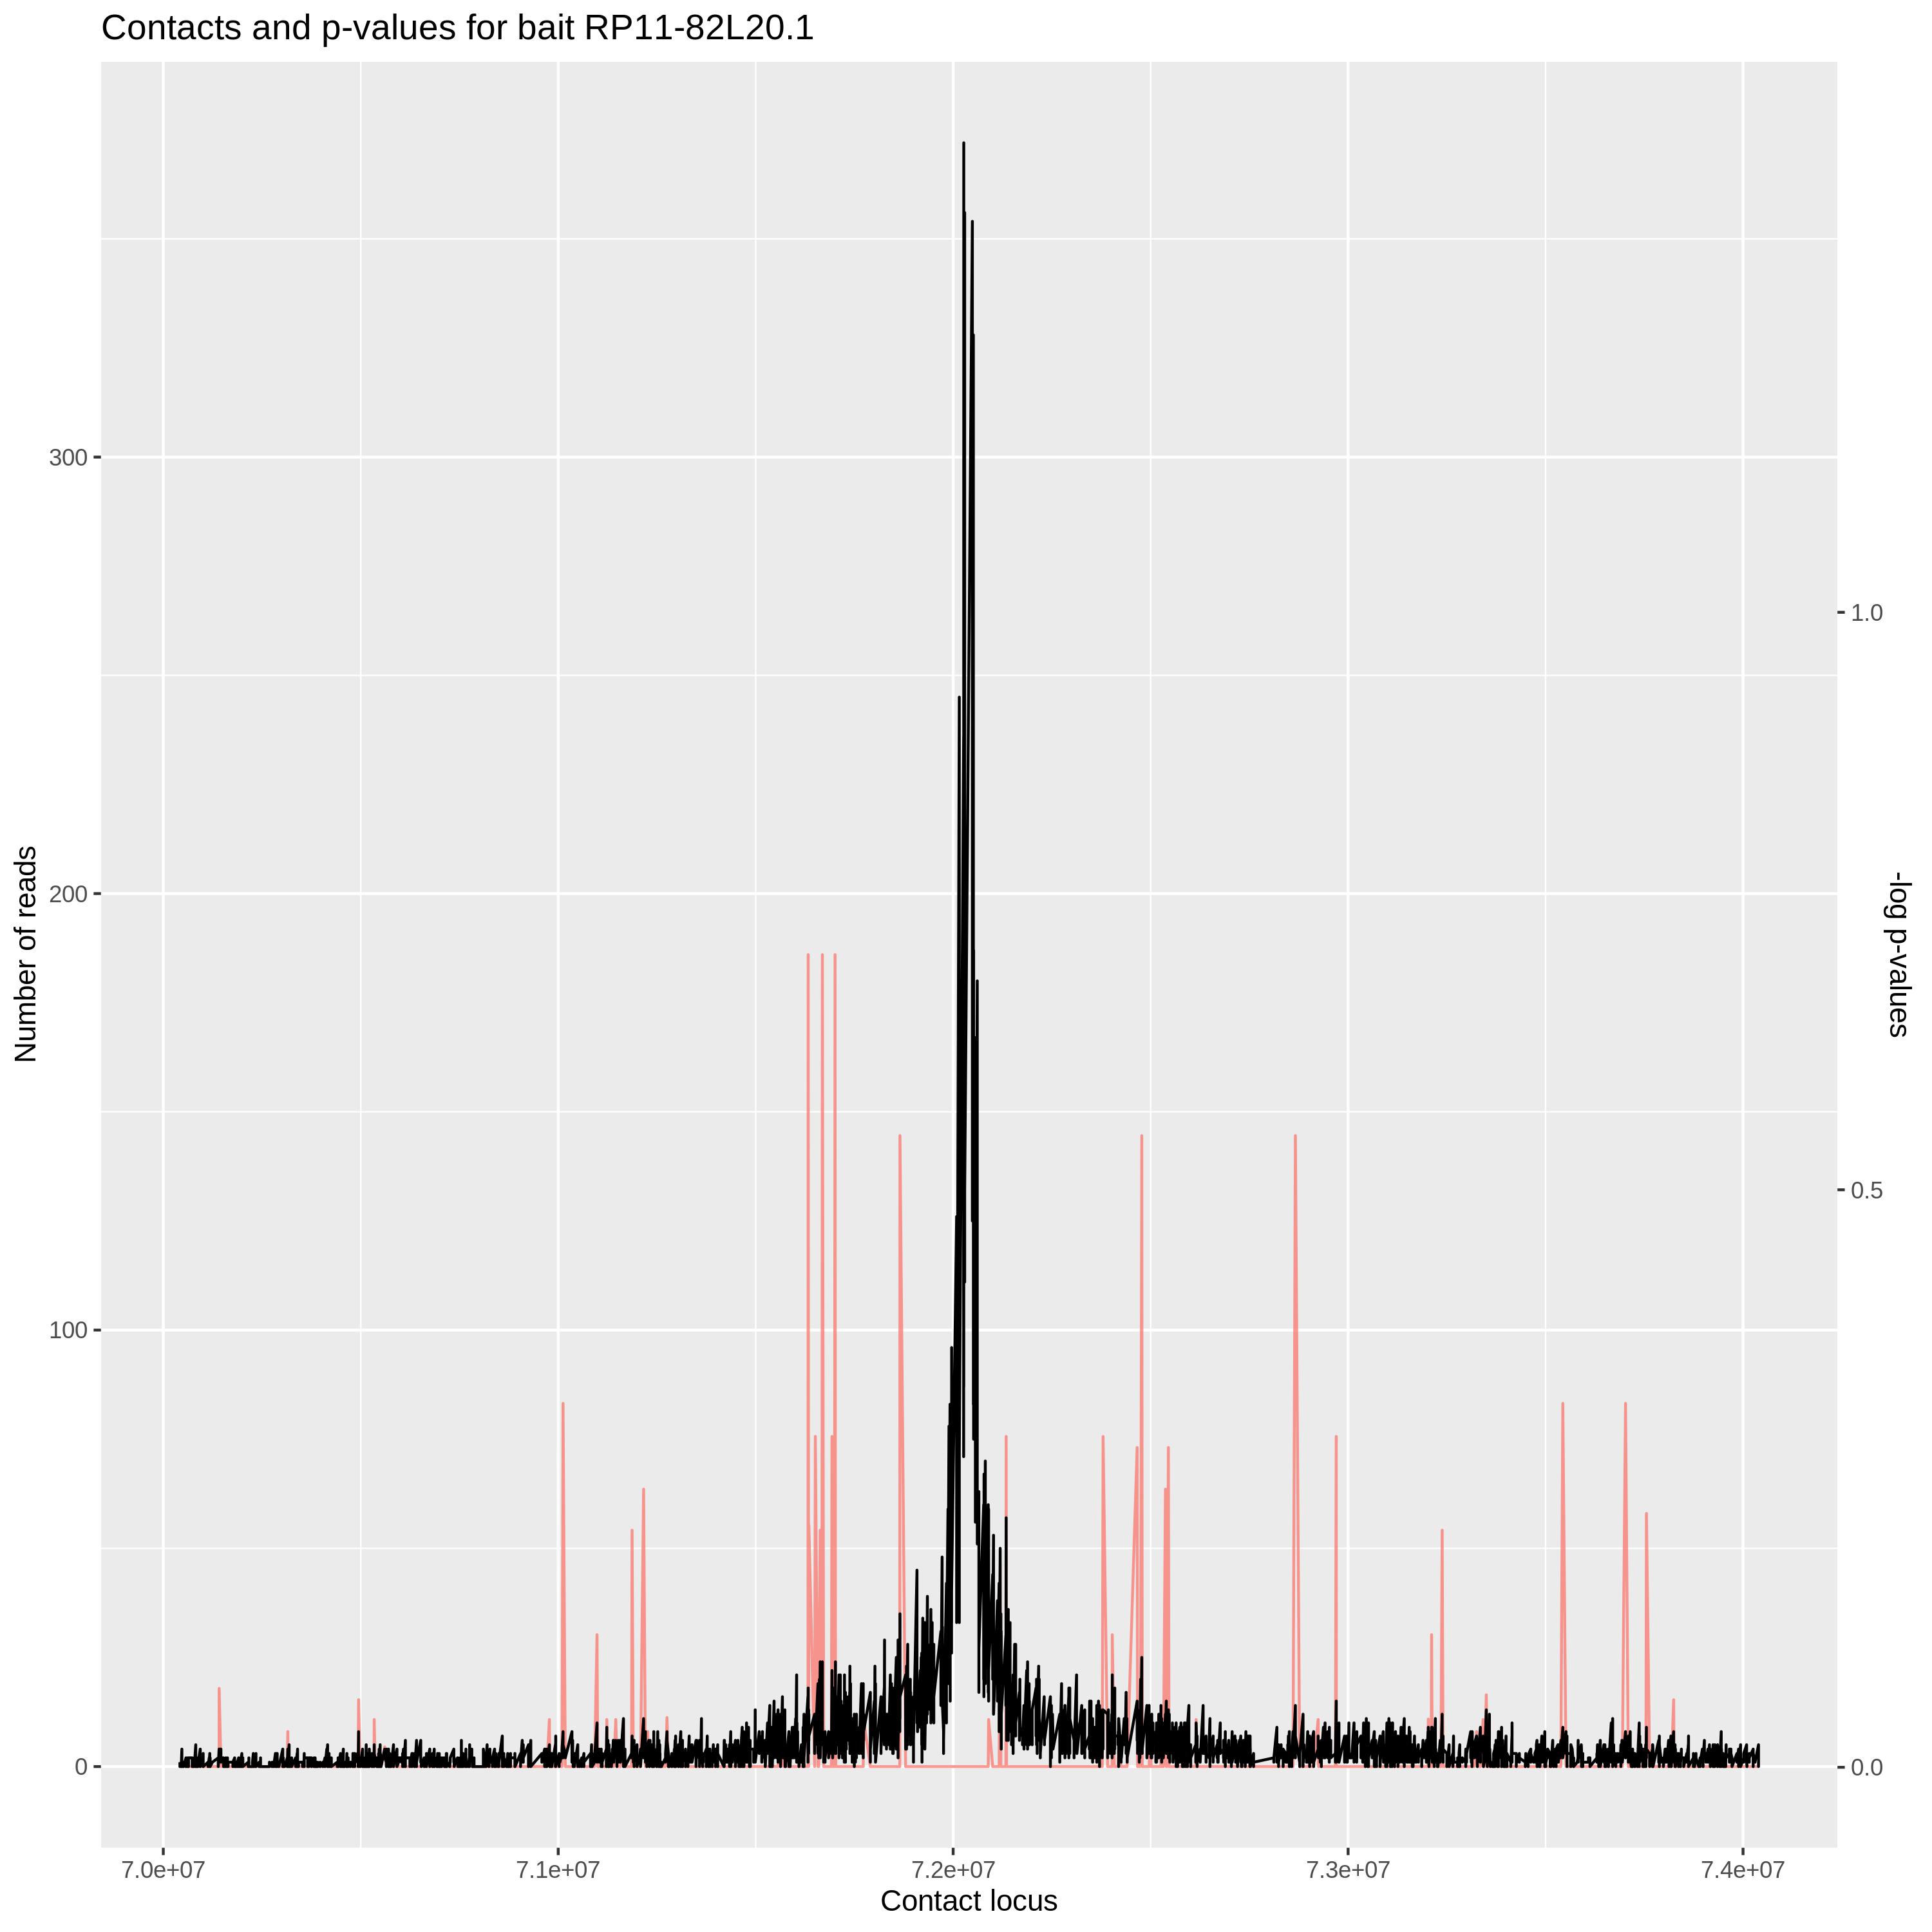 Contacts and p-values for bait RP11-82L20.1
Number of reads
300
200
100
0
1.0
0.5
0.0
-log p-values
7.0e+07
7.1e+07
7.2e+07
7.3e+07
7.4e+07
Contact locus